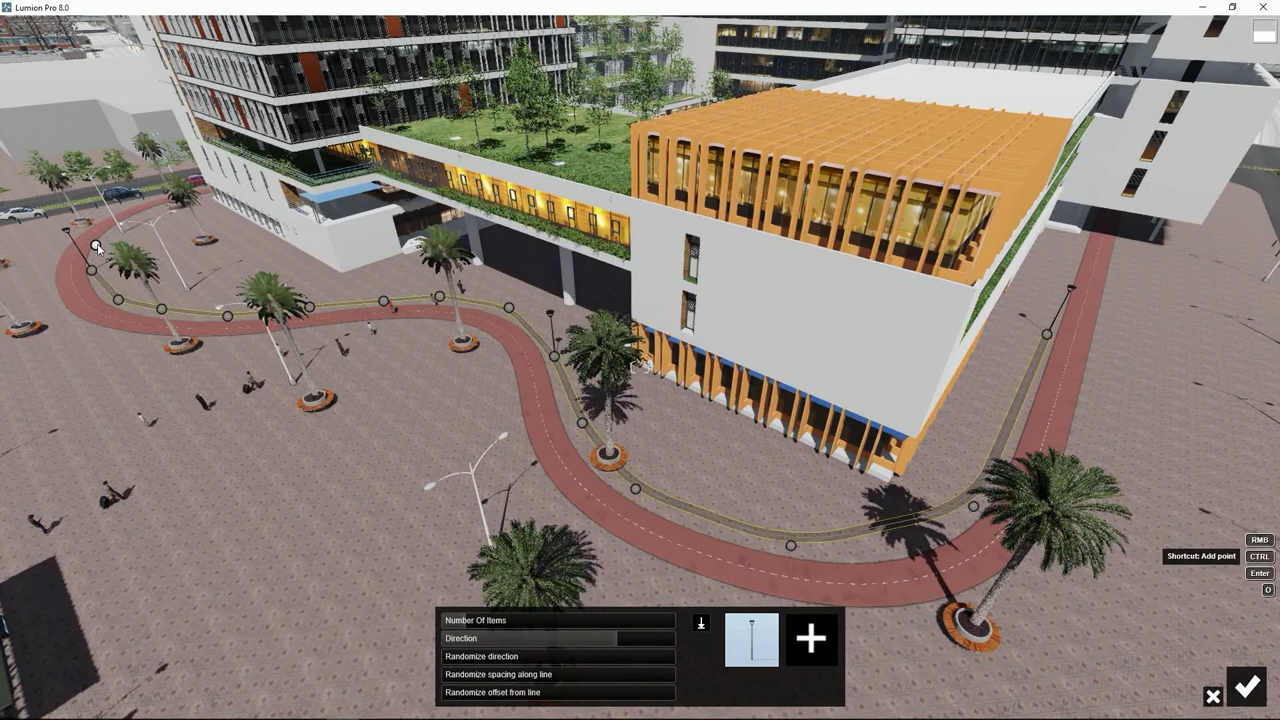 Lumion Pro 8.0
RMB
Shortcut: Add point
CTRL
Enter
O
Number Of Items
Direction
Randomize direction
Randomize spacing along line
Randomize offset from line